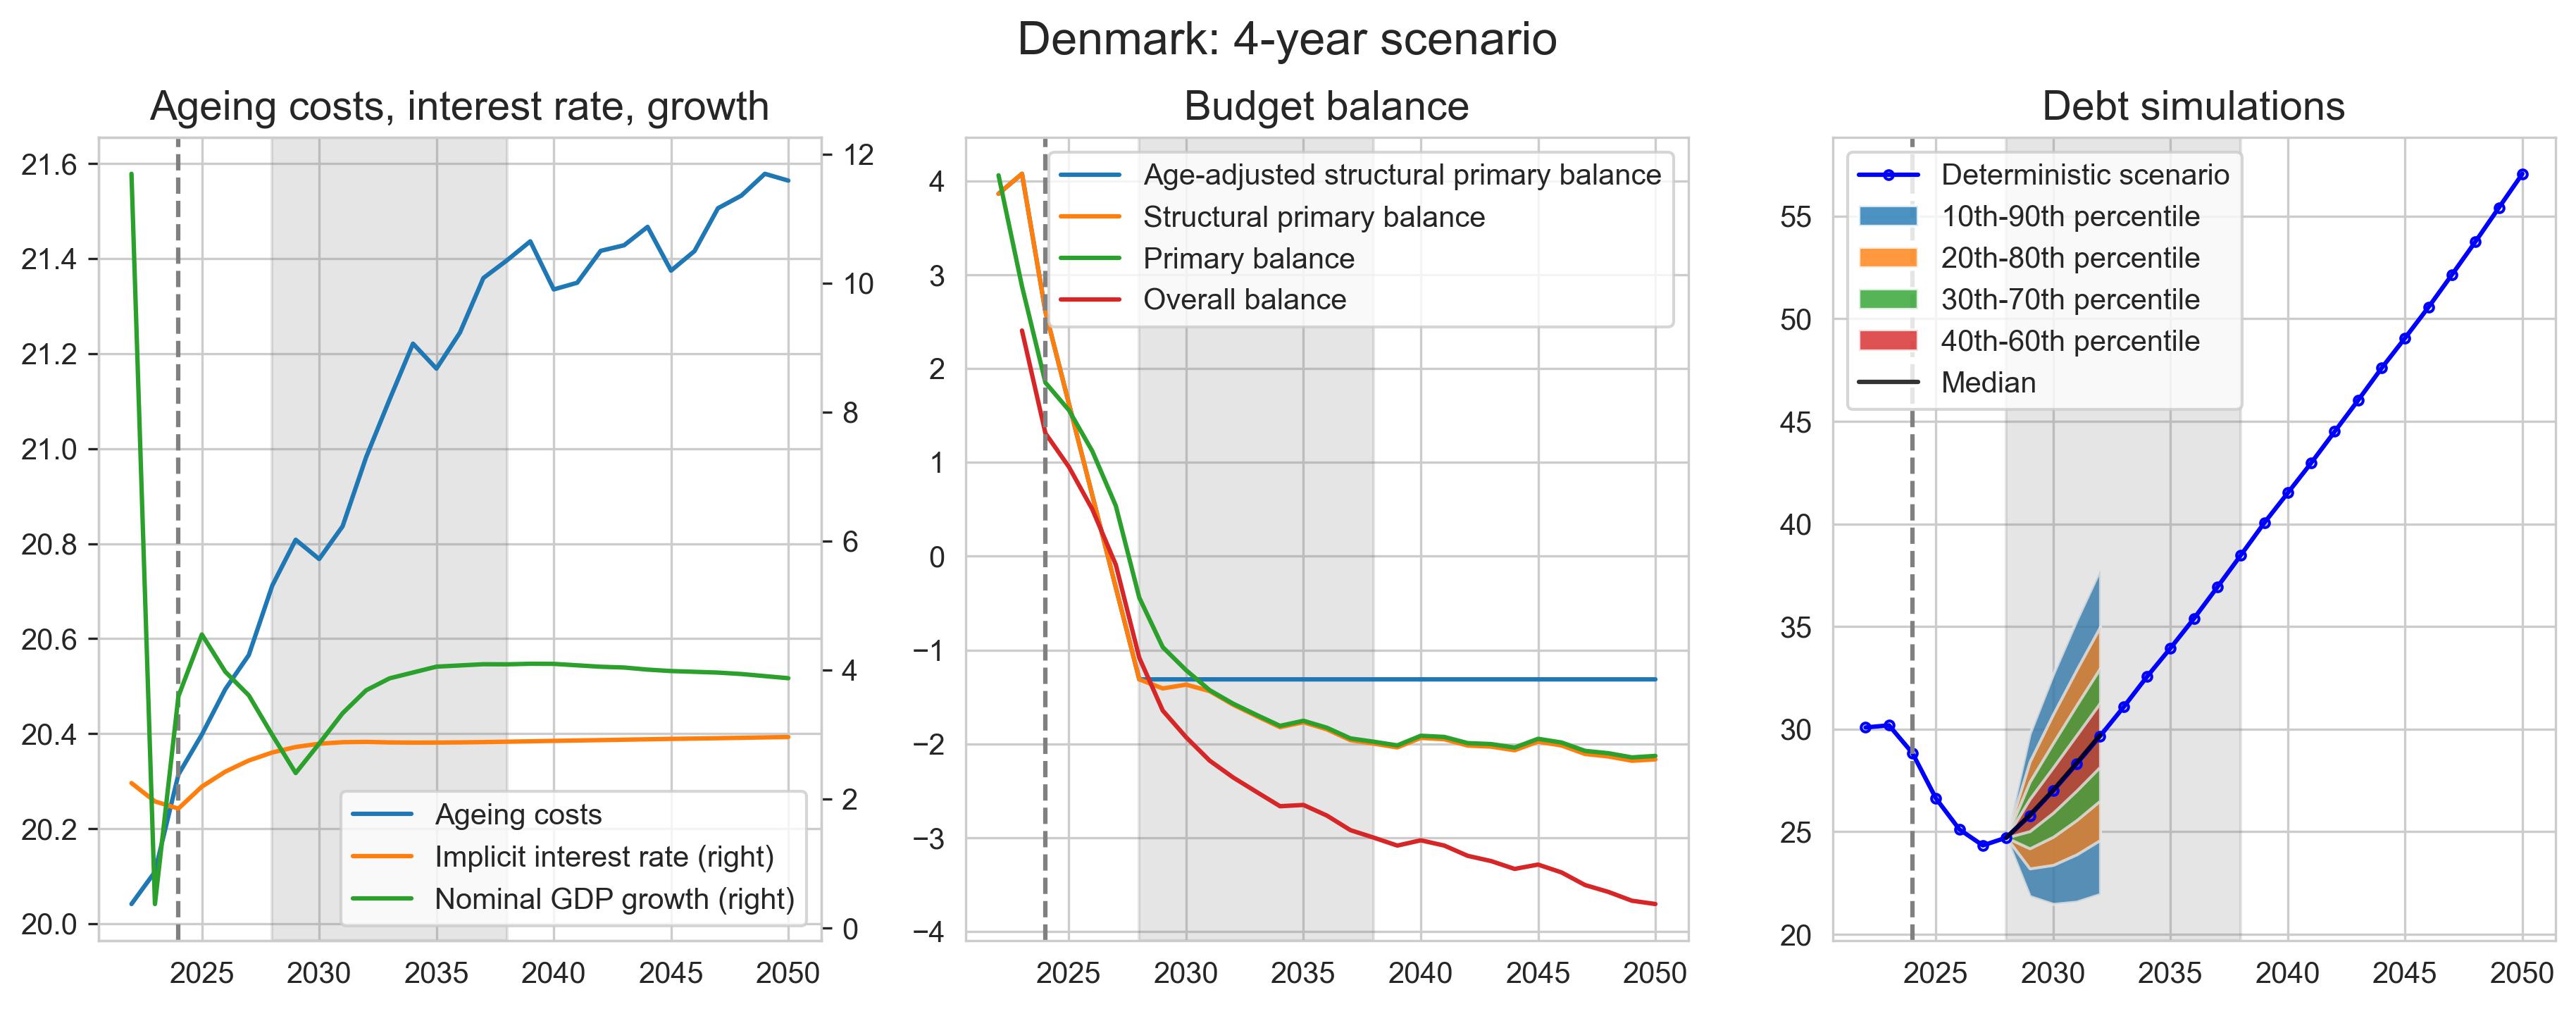 Denmark: 4-year scenario
Ageing costs, interest rate, growth
21.6
21.4
21.2
21.0
20.8
20.6
20.4
20.2
20.0
12
10
8
6
4
2
0
Ageing costs
Implicit interest rate (right)
Nominal GDP growth (right)
2025 2030 2035 2040 2045 2050
Budget balance
4
3
2
1
0
−1
−2
−3
−4
Age-adjusted structural primary balance
Structural primary balance
Primary balance
Overall balance
2025 2030 2035 2040 2045 2050
Debt simulations
55
50
45
40
35
30
25
20
Deterministic scenario
10th-90th percentile
20th-80th percentile
30th-70th percentile
40th-60th percentile
Median
2025 2030 2035 2040 2045 2050